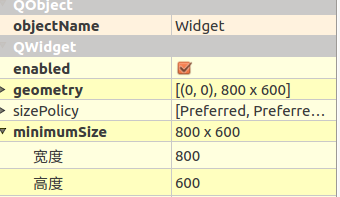 QObject
objectName Widget
QWidget
enabled
geometry [(0, 0), 800 x 600]
sizePolicy [Preferred, Preferre...
minimumSize 800 x 600
宽度 800
高度 600